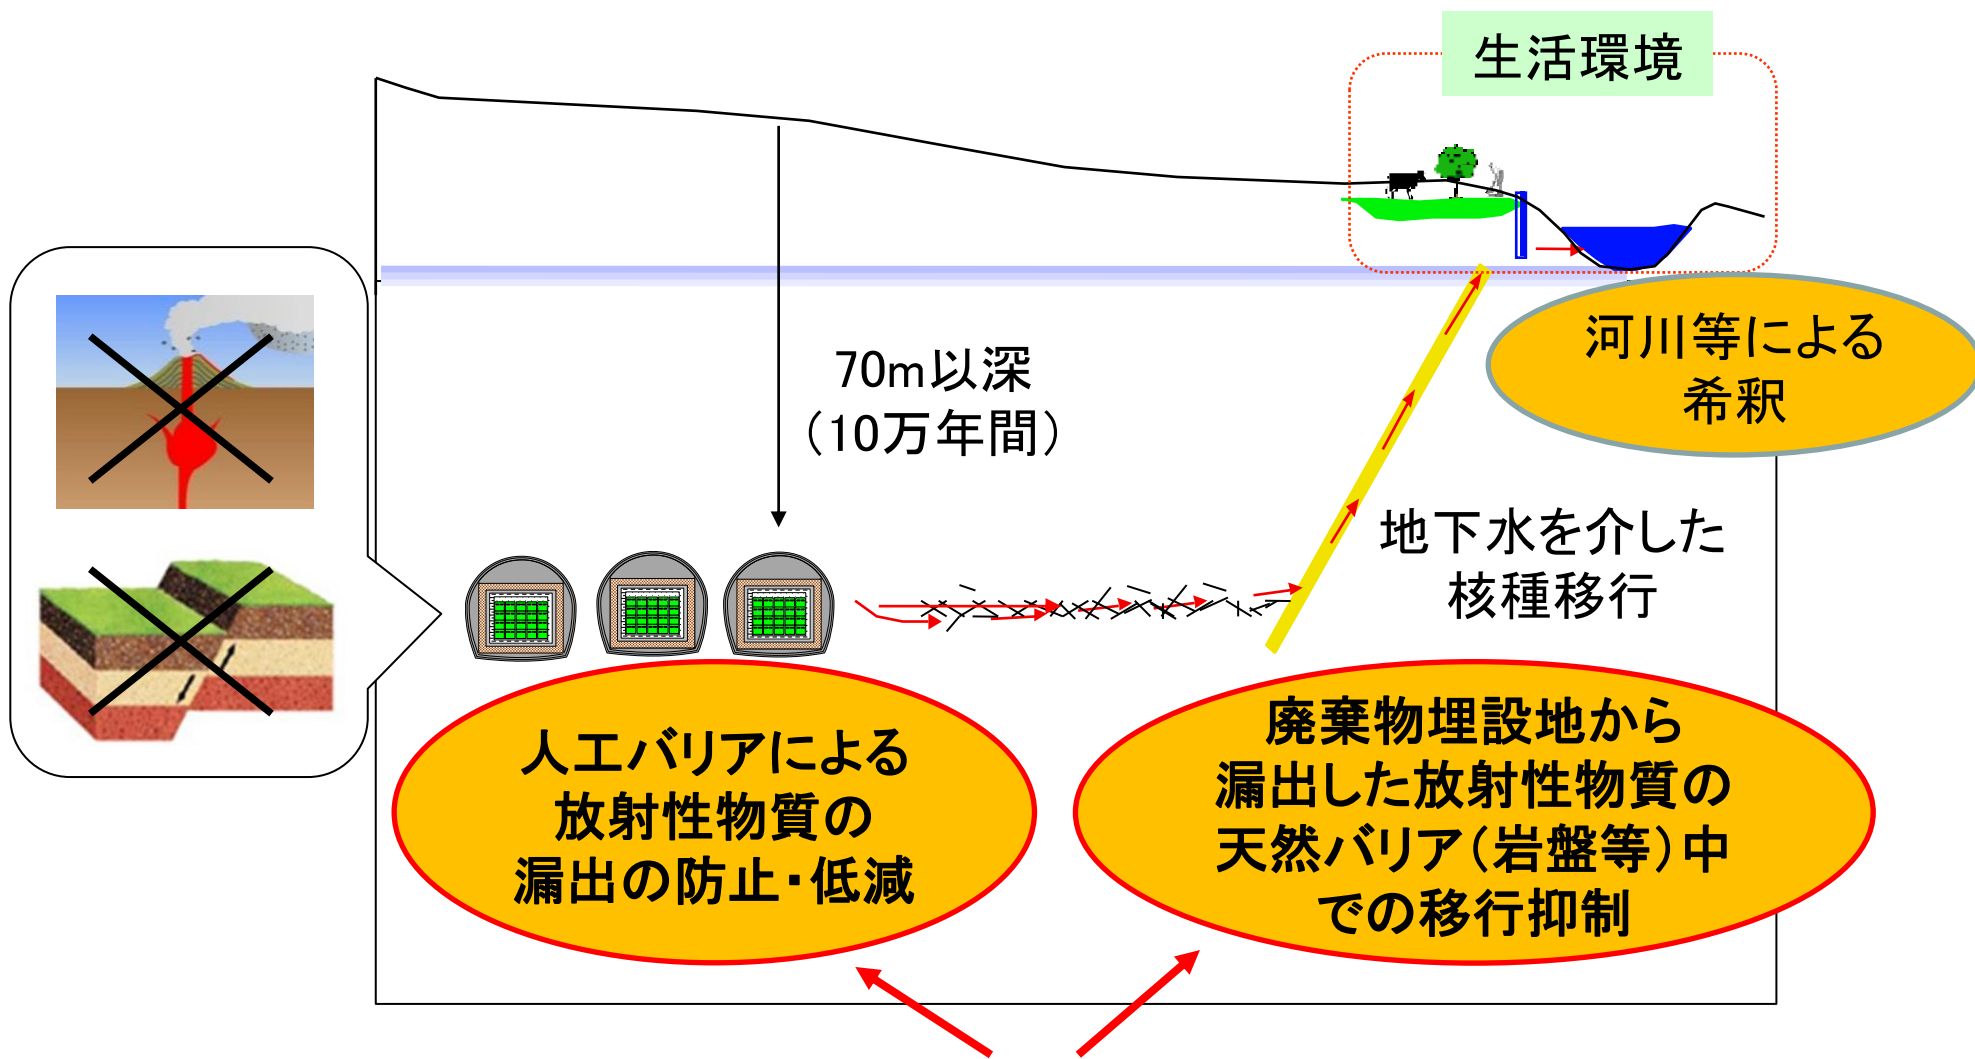 生活環境
70m以深
（10万年間）
河川等による
希釈
地下水を介した
核種移行
人工バリアによる
放射性物質の
漏出の防止・低減
廃棄物埋設地から
漏出した放射性物質の
天然バリア（岩盤等）中
での移行抑制